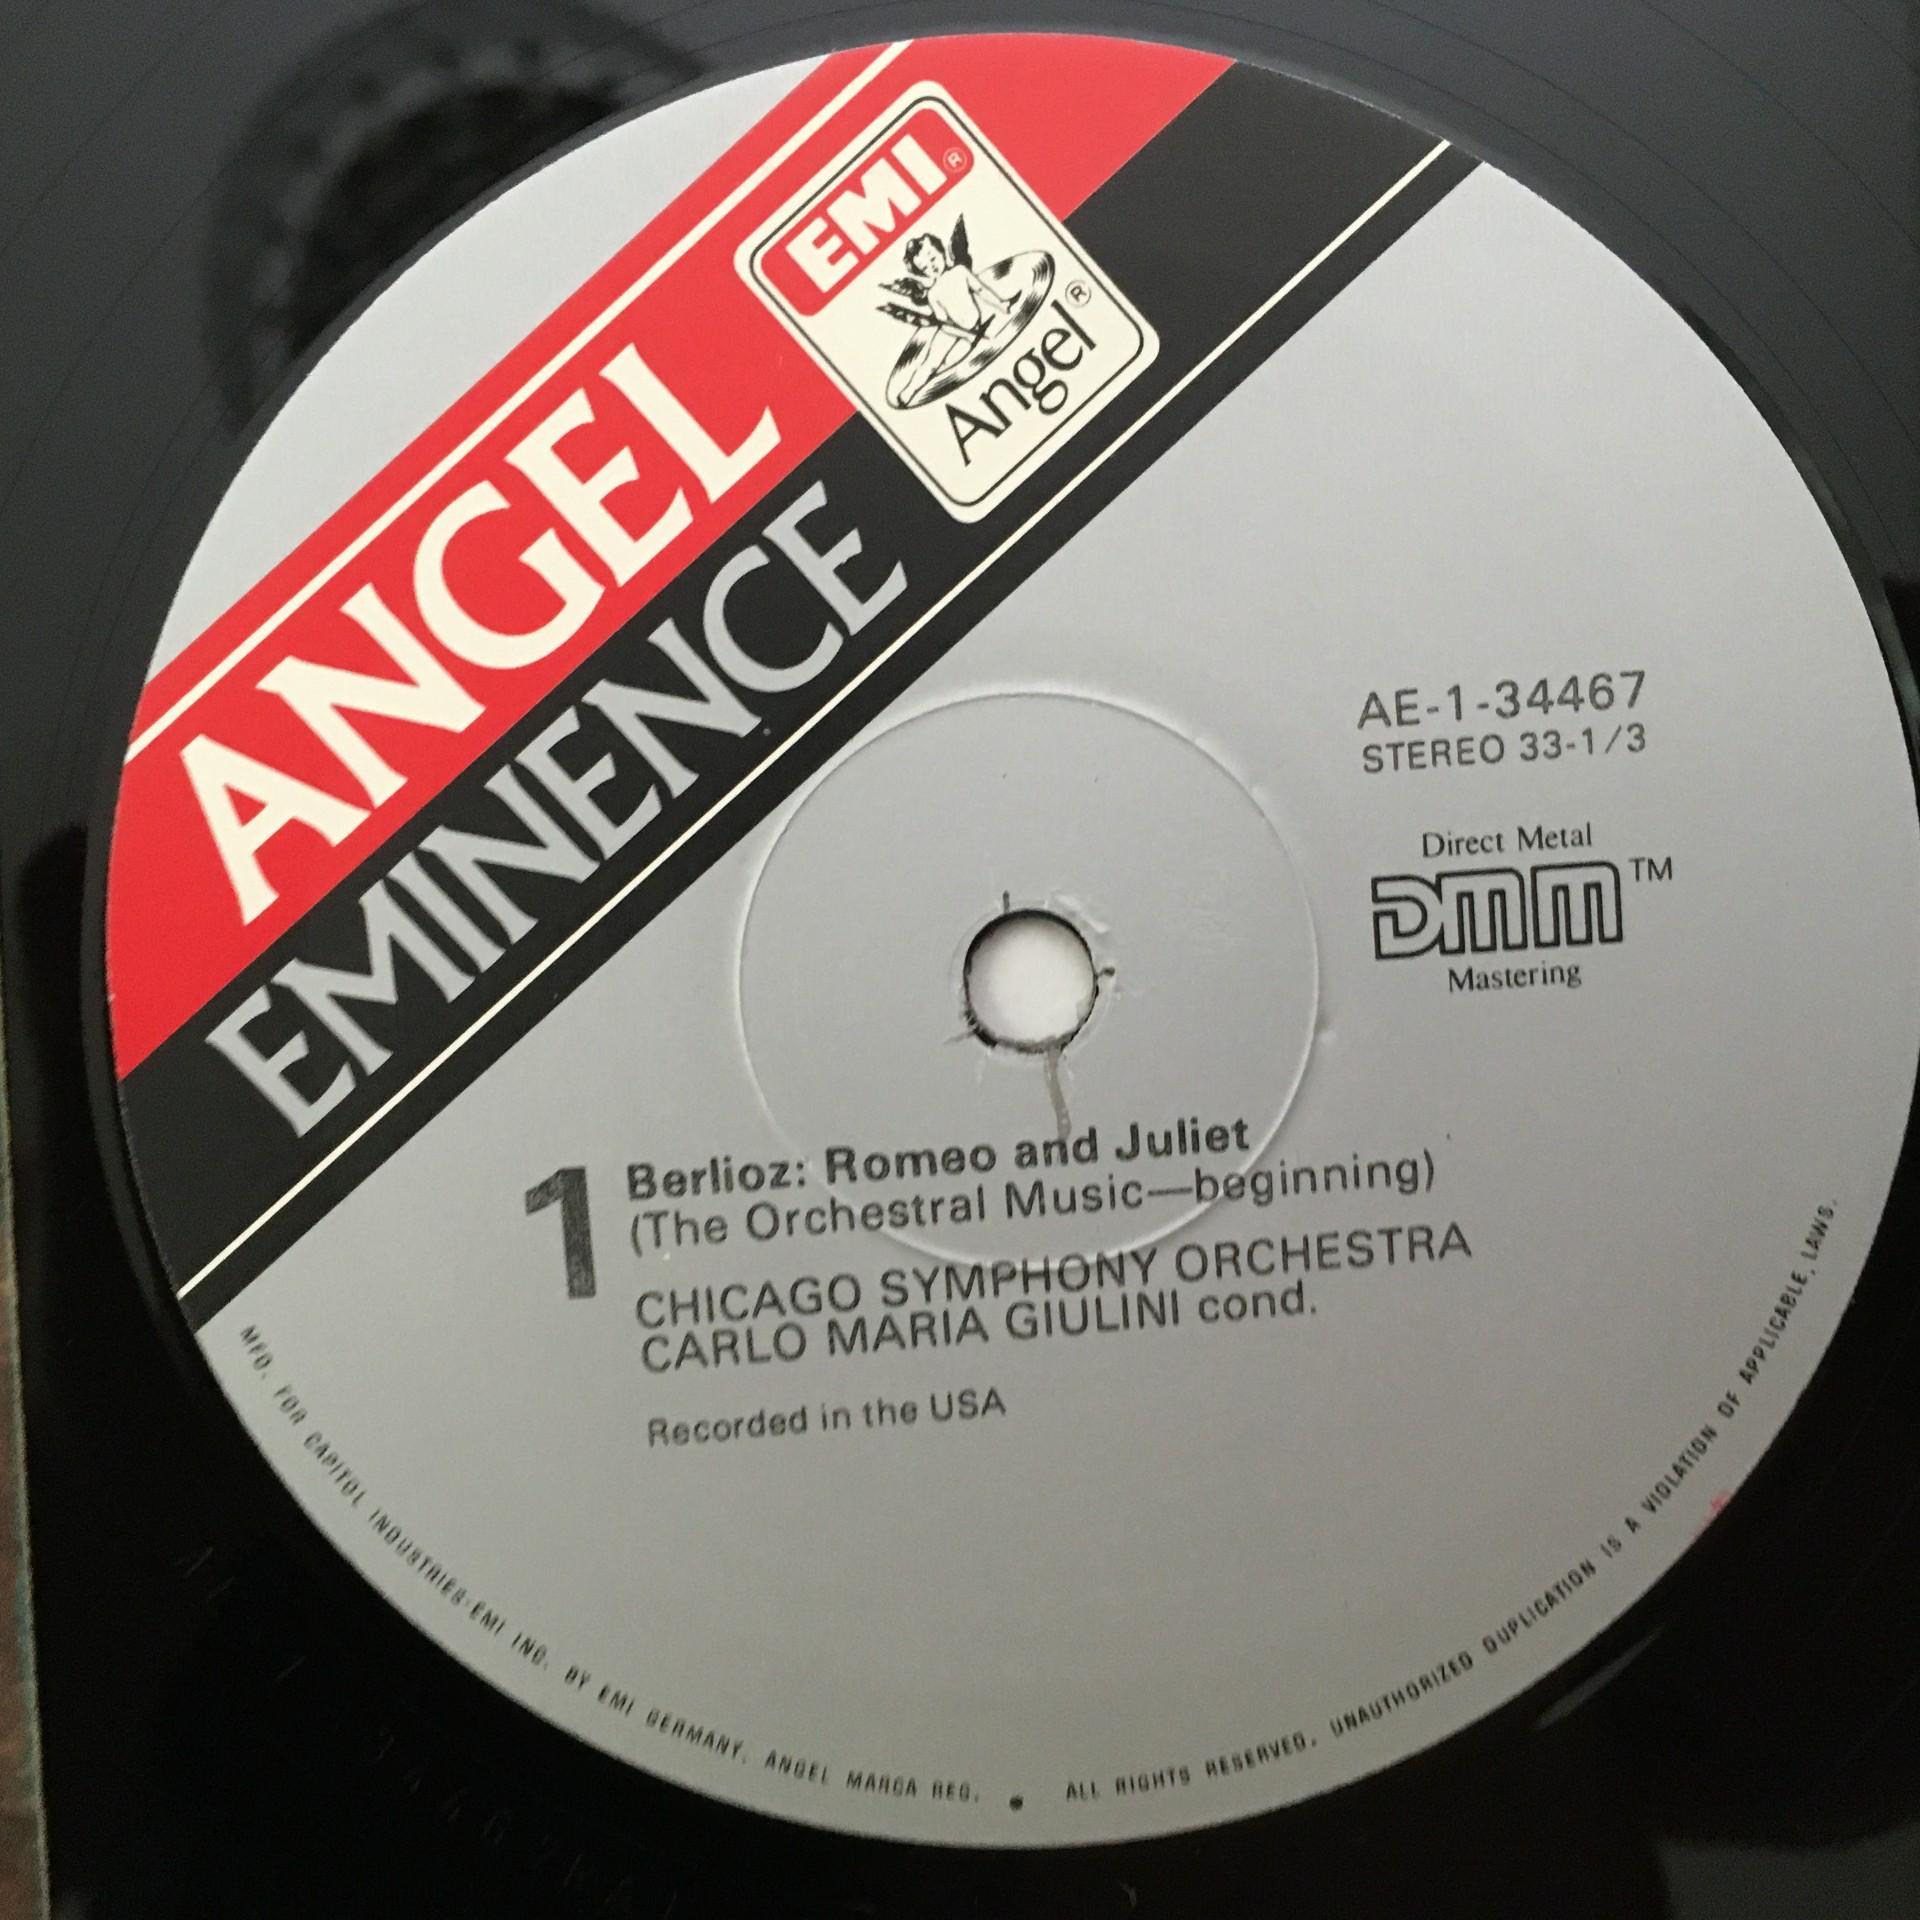 EMI®
Angel®
ANGEL
EMINENCE
AE-1-34467
STEREO 33-1/3
Direct Metal
DMM™
Mastering
1
Berlioz: Romeo and Juliet
(The Orchestral Music—beginning)
CHICAGO SYMPHONY ORCHESTRA
CARLO MARIA GIULINI cond.
Recorded in the USA
MFD. FOR CAPITOL INDUSTRIES-EMI INC. BY EMI GERMANY. ANGEL MARCA REG. • ALL RIGHTS RESERVED. UNAUTHORIZED DUPLICATION IS A VIOLATION OF APPLICABLE LAWS.